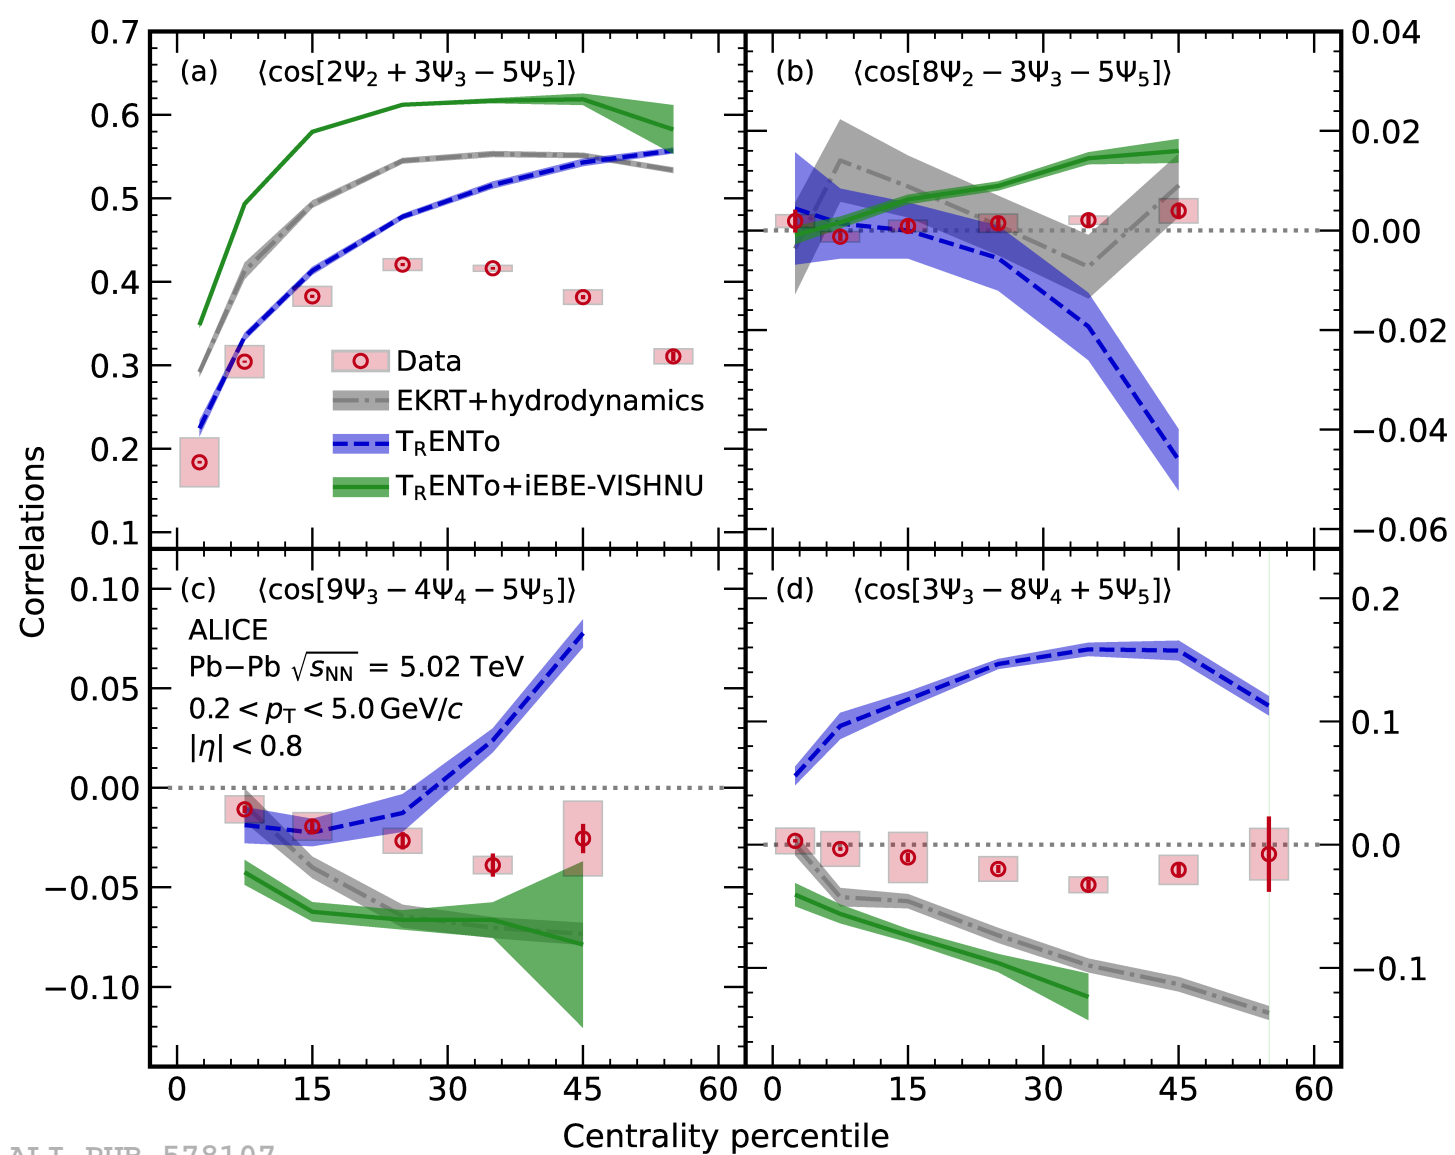 0.7
0.6
0.5
0.4
0.3
0.2
0.1
(a) ⟨cos[2Ψ₂ + 3Ψ₃ − 5Ψ₅]⟩
Data
EKRT+hydrodynamics
TRENTo
TRENTo+iEBE-VISHNU
(b) ⟨cos[8Ψ₂ − 3Ψ₃ − 5Ψ₅]⟩
0.04
0.02
0.00
−0.02
−0.04
−0.06
Correlations
0.10
0.05
0.00
−0.05
−0.10
(c) ⟨cos[9Ψ₃ − 4Ψ₄ − 5Ψ₅]⟩
ALICE
Pb−Pb √sNN = 5.02 TeV
0.2 < pT < 5.0 GeV/c
|η| < 0.8
(d) ⟨cos[3Ψ₃ − 8Ψ₄ + 5Ψ₅]⟩
0.2
0.1
0.0
−0.1
0 15 30 45 60
0 15 30 45 60
Centrality percentile
ALI-PUB-578107